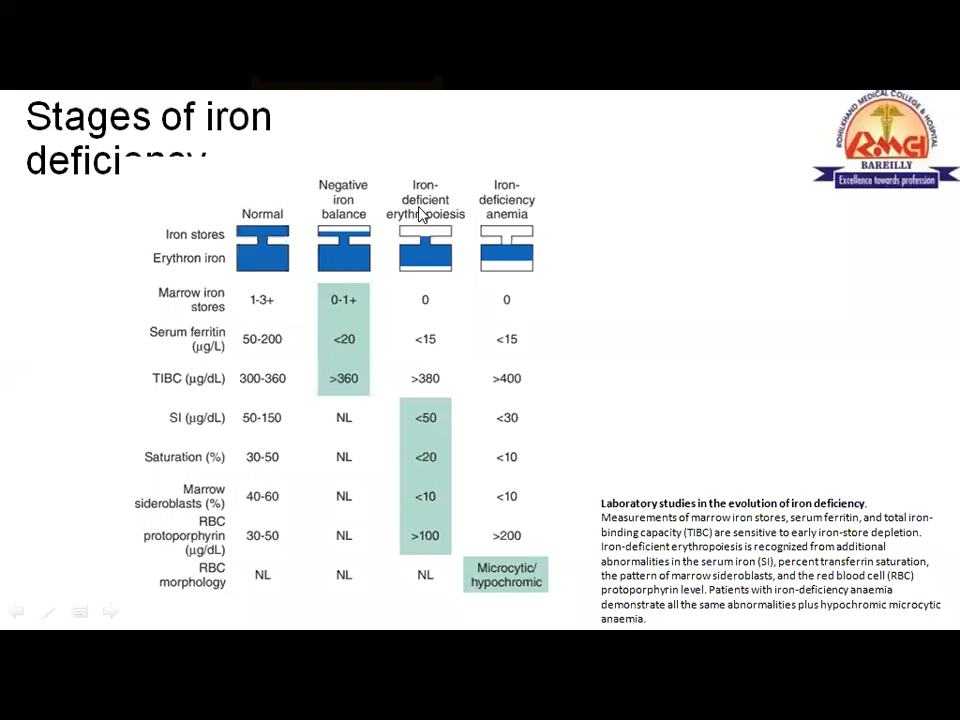 Stages of iron
deficiency
ROHILKHAND MEDICAL COLLEGE & HOSPITAL
RMCH
BAREILLY
Excellence towards profession
Normal
Negative
iron
balance
Iron-
deficient
erythropoiesis
Iron-
deficiency
anemia
Iron stores
Erythron iron
Marrow iron
stores 1-3+ 0-1+ 0 0
Serum ferritin
(µg/L) 50-200 <20 <15 <15
TIBC (µg/dL) 300-360 >360 >380 >400
SI (µg/dL) 50-150 NL <50 <30
Saturation (%) 30-50 NL <20 <10
Marrow
sideroblasts (%) 40-60 NL <10 <10
RBC
protoporphyrin
(µg/dL) 30-50 NL >100 >200
RBC
morphology NL NL NL Microcytic/
hypochromic
Laboratory studies in the evolution of iron deficiency.
Measurements of marrow iron stores, serum ferritin, and total iron-
binding capacity (TIBC) are sensitive to early iron-store depletion.
Iron-deficient erythropoiesis is recognized from additional
abnormalities in the serum iron (SI), percent transferrin saturation,
the pattern of marrow sideroblasts, and the red blood cell (RBC)
protoporphyrin level. Patients with iron-deficiency anaemia
demonstrate all the same abnormalities plus hypochromic microcytic
anaemia.